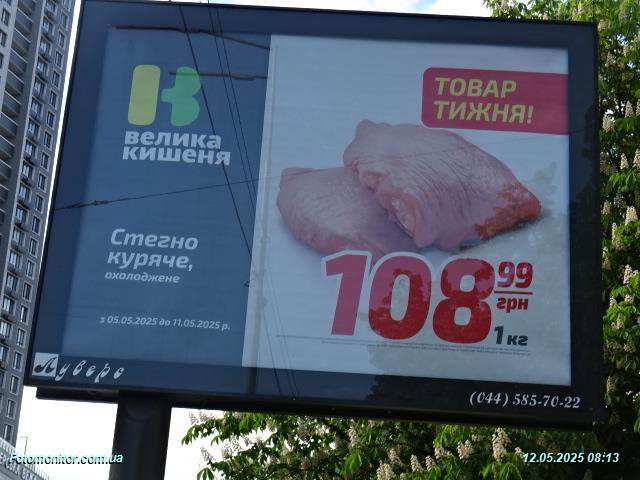 ТОВАР
ТИЖНЯ!
велика
кишеня
Стегно
куряче,
охолоджене
108 99
грн
1 кг
з 05.05.2025 до 11.05.2025 р.
Луверс
(044) 585-70-22
Fotomonitor.com.ua
12.05.2025 08:13